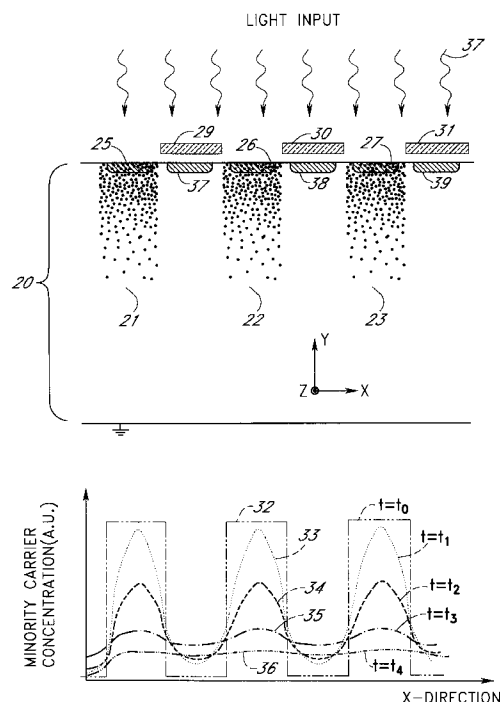 LIGHT INPUT
37
25
29
26
30
27
31
37
38
39
20
21
22
23
Y
Z
X
MINORITY CARRIER
CONCENTRATION(A.U.)
32
33
34
35
36
t=t₀
t=t₁
t=t₂
t=t₃
t=t₄
X-DIRECTION